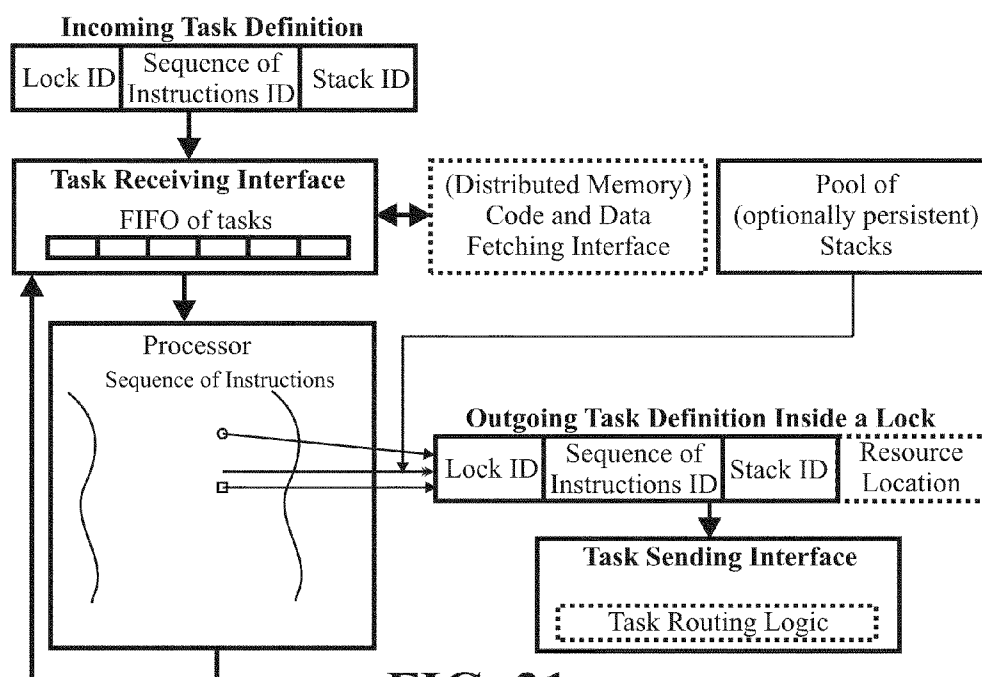 Incoming Task Definition
Lock ID
Sequence of
Instructions ID
Stack ID
Task Receiving Interface
FIFO of tasks
(Distributed Memory)
Code and Data
Fetching Interface
Pool of
(optionally persistent)
Stacks
Processor
Sequence of Instructions
Outgoing Task Definition Inside a Lock
Lock ID
Sequence of
Instructions ID
Stack ID
Resource
Location
Task Sending Interface
Task Routing Logic